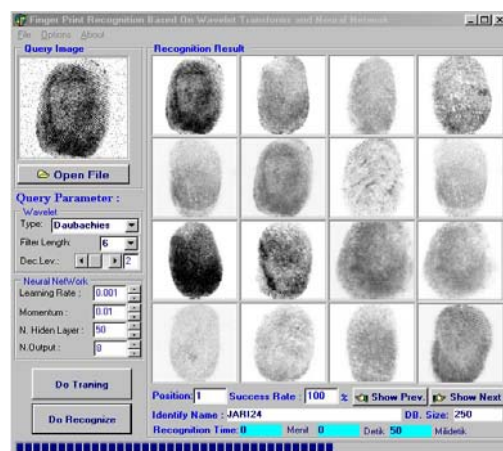 Finger Print Recognition Based On Wavelet Transforms and Neural Network
File Options About
Query Image
Open File
Query Parameter :
Wavelet
Type: Daubachies
Filter Length: 6
Dec.Lev.: 2
Neural NetWork
Learning Rate : 0.001
Momentum : 0.01
N. Hiden Layer : 50
N.Output : 8
Do Traning
Do Recognize
Recognition Result
Position: 1 Success Rate : 100 % Show Prev. Show Next
Identify Name : JARI24 DB. Size: 250
Recognition Time: 0 Menit 0 Detik 50 Milidetik